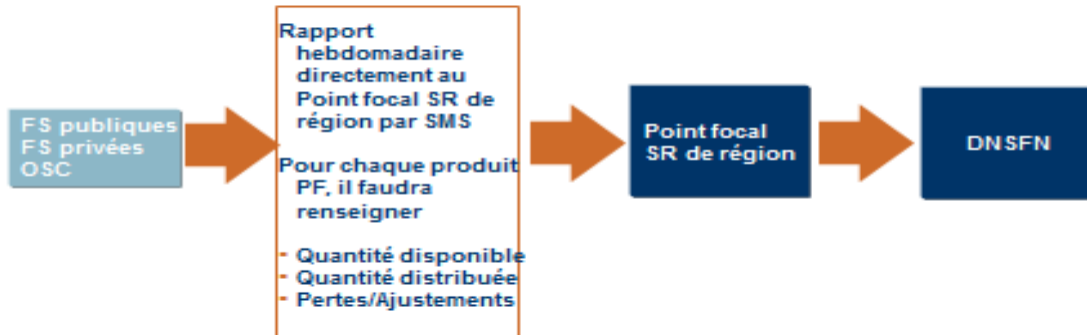 FS publiques
FS privées
OSC
Rapport
hebdomadaire
directement au
Point focal SR de
région par SMS
Pour chaque produit
PF, il faudra
renseigner
- Quantité disponible
- Quantité distribuée
- Pertes/Ajustements
Point focal
SR de région
DNSFN